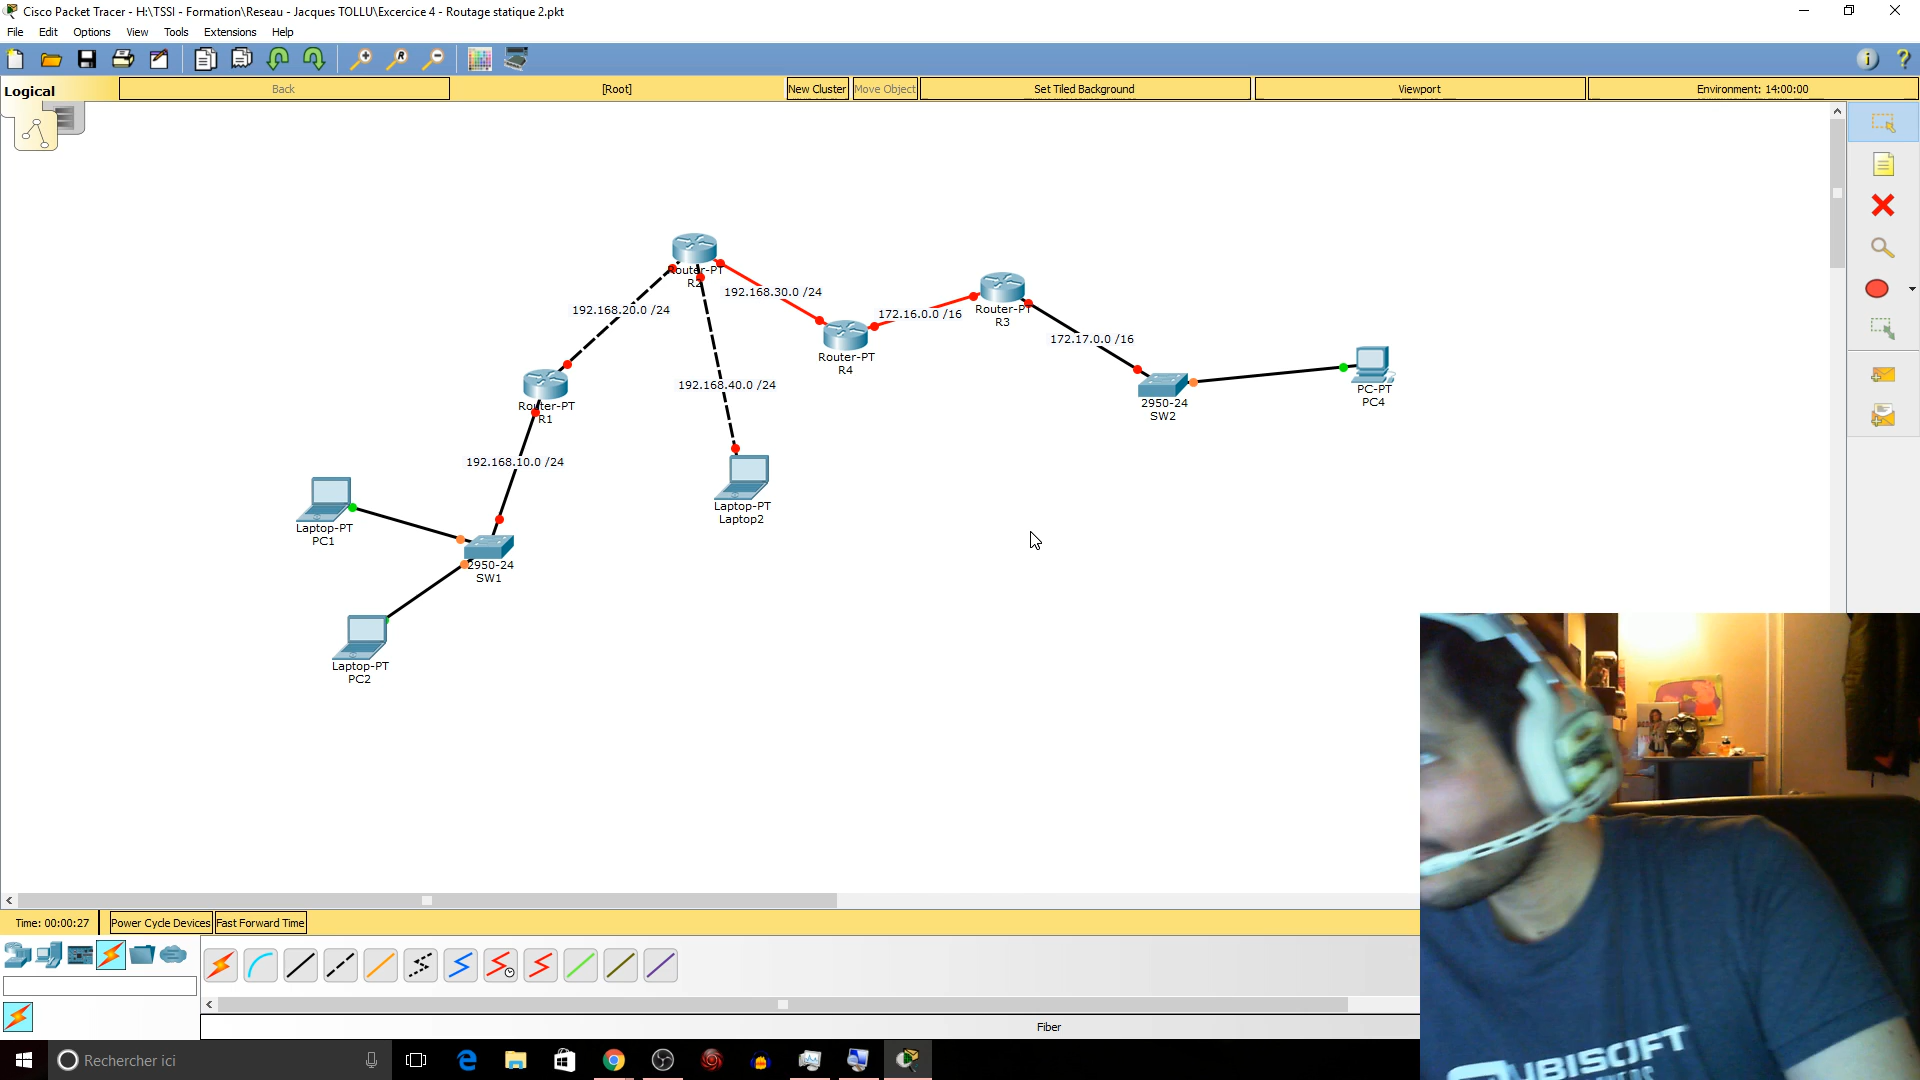 Cisco Packet Tracer - H:\TSSI - Formation\Reseau - Jacques TOLLU\Excercice 4 - Routage statique 2.pkt
File Edit Options View Tools Extensions Help
Logical
Back
[Root]
New Cluster
Move Object
Set Tiled Background
Viewport
Environment: 14:00:00
Router-PT
R2
192.168.30.0 /24
192.168.20.0 /24
Router-PT
R3
172.16.0.0 /16
172.17.0.0 /16
Router-PT
R4
192.168.40.0 /24
Router-PT
R1
2950-24
SW2
PC-PT
PC4
192.168.10.0 /24
Laptop-PT
Laptop2
Laptop-PT
PC1
2950-24
SW1
Laptop-PT
PC2
Time: 00:00:27
Power Cycle Devices
Fast Forward Time
Fiber
Rechercher ici
UBISOFT